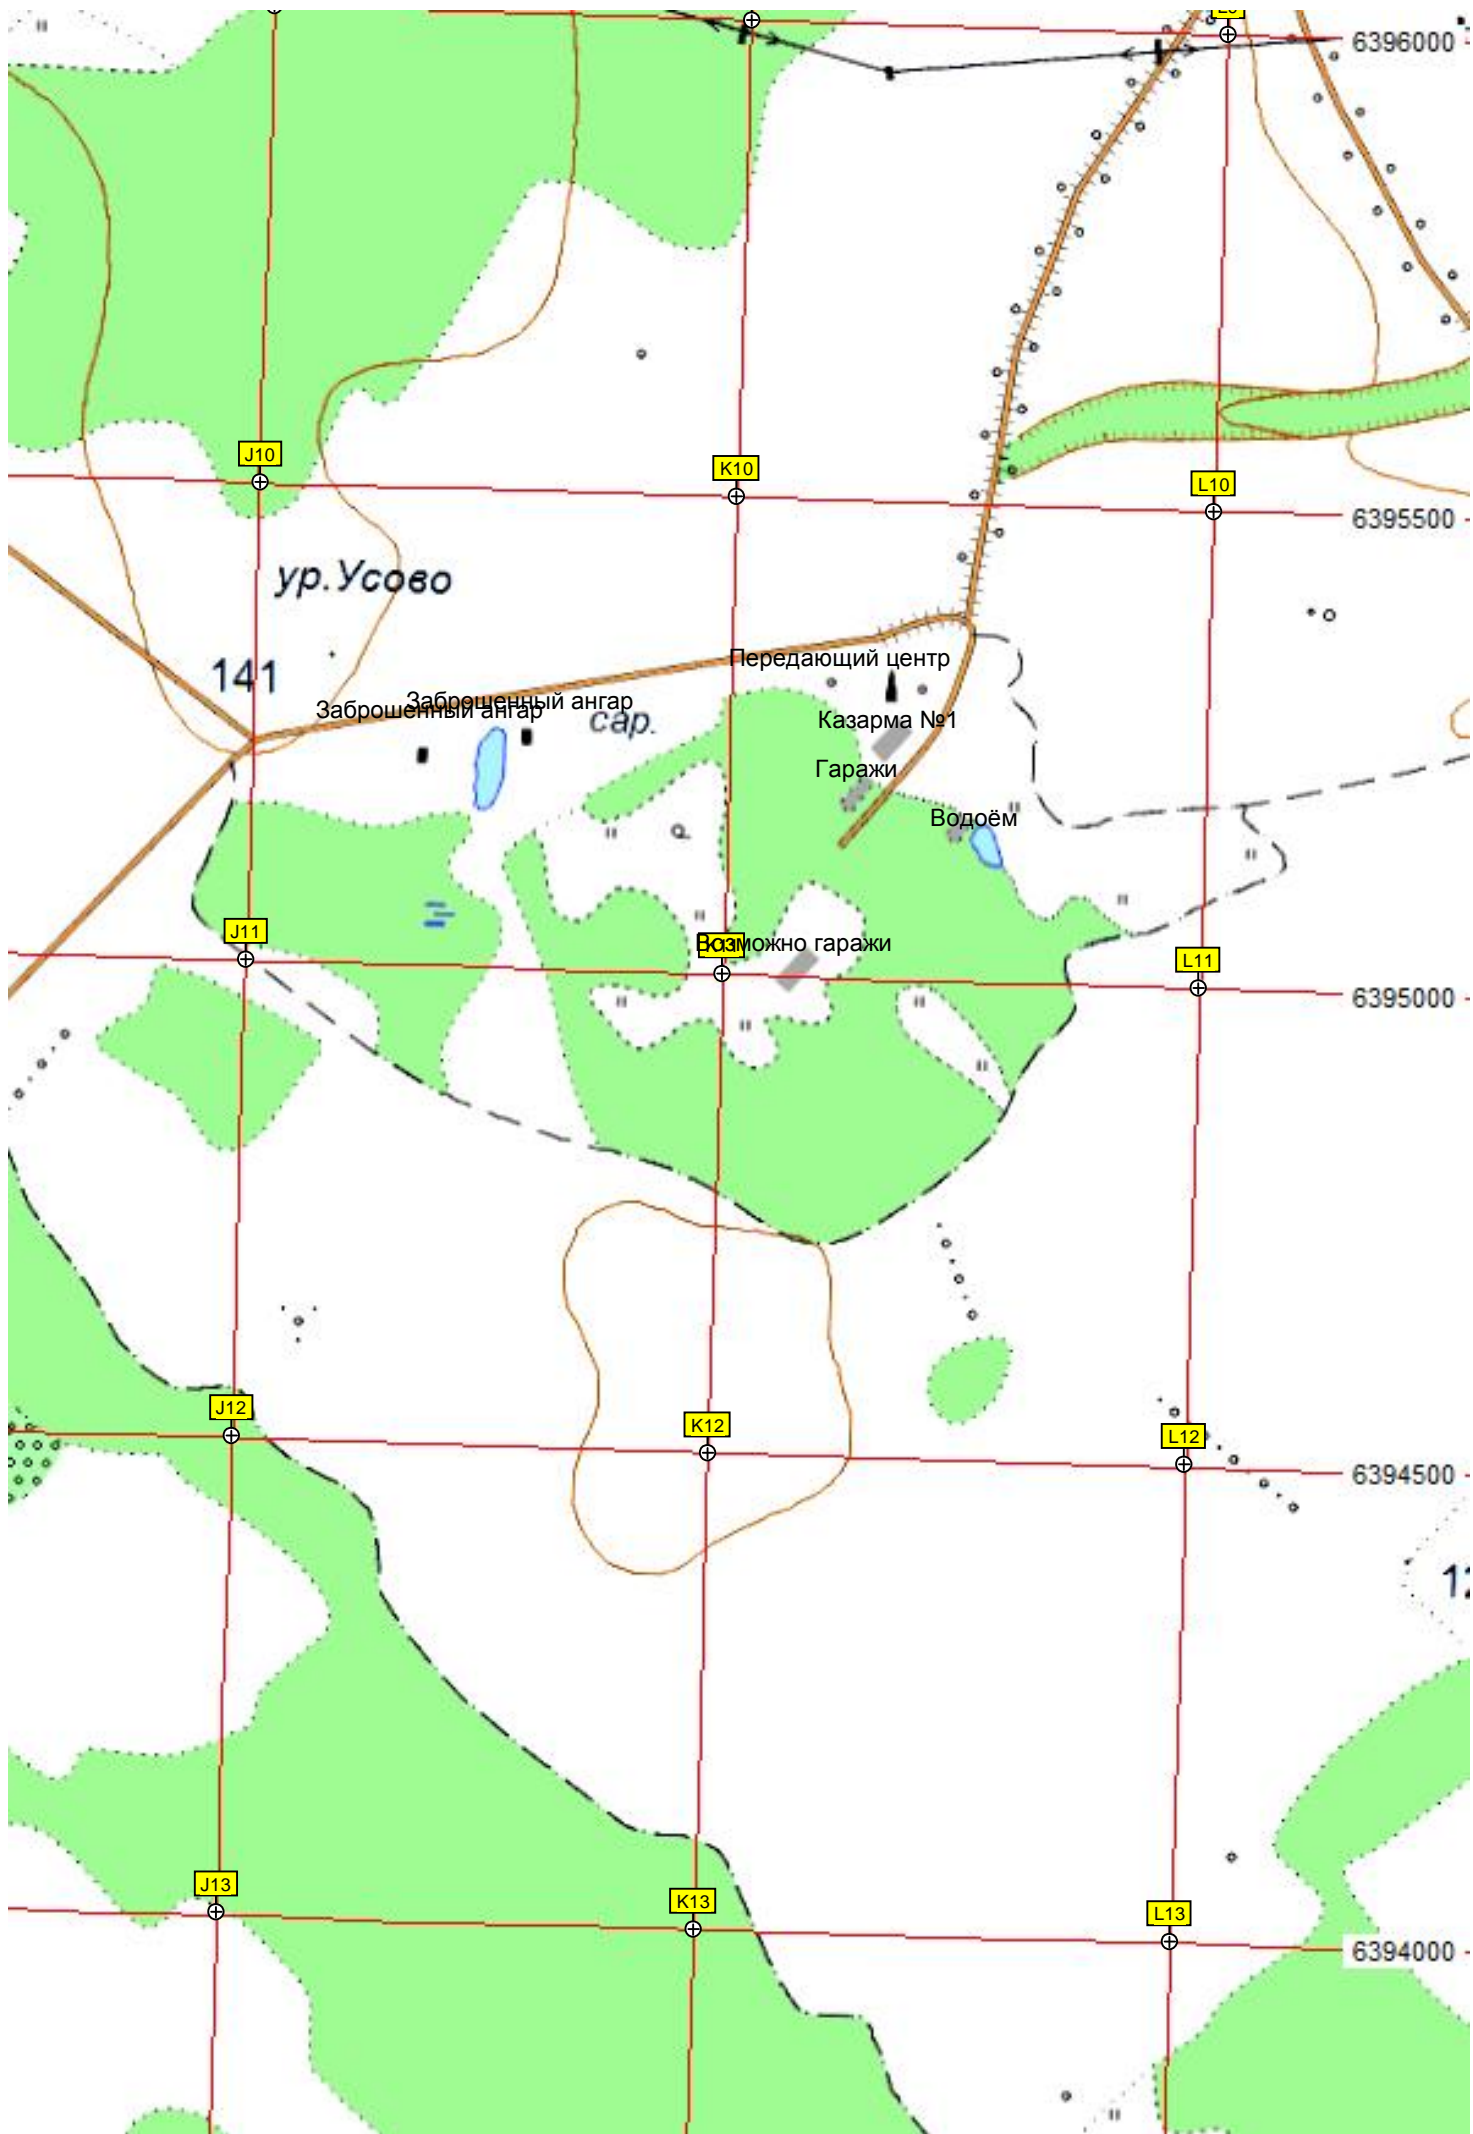 6396000
J10
K10
L10
6395500
ур.Усово
141
Передающий центр
Заброшенный ангар
Заброшенный ангар
сар.
Казарма №1
Гаражи
Водоём
J11
Возможно гаражи
L11
6395000
J12
K12
L12
6394500
J13
K13
L13
6394000